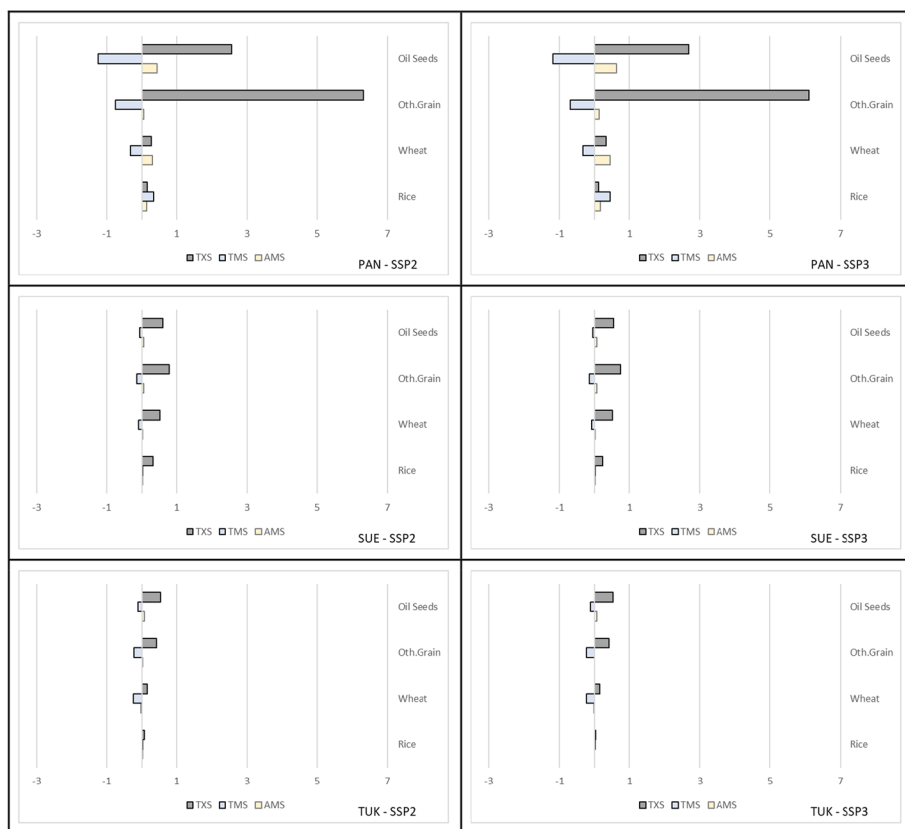 Oil Seeds
Oth.Grain
Wheat
Rice
-3 -1 1 3 5 7
TXS TMS AMS
PAN - SSP2
Oil Seeds
Oth.Grain
Wheat
Rice
-3 -1 1 3 5 7
TXS TMS AMS
PAN - SSP3
Oil Seeds
Oth.Grain
Wheat
Rice
-3 -1 1 3 5 7
TXS TMS AMS
SUE - SSP2
Oil Seeds
Oth.Grain
Wheat
Rice
-3 -1 1 3 5 7
TXS TMS AMS
SUE - SSP3
Oil Seeds
Oth.Grain
Wheat
Rice
-3 -1 1 3 5 7
TXS TMS AMS
TUK - SSP2
Oil Seeds
Oth.Grain
Wheat
Rice
-3 -1 1 3 5 7
TXS TMS AMS
TUK - SSP3